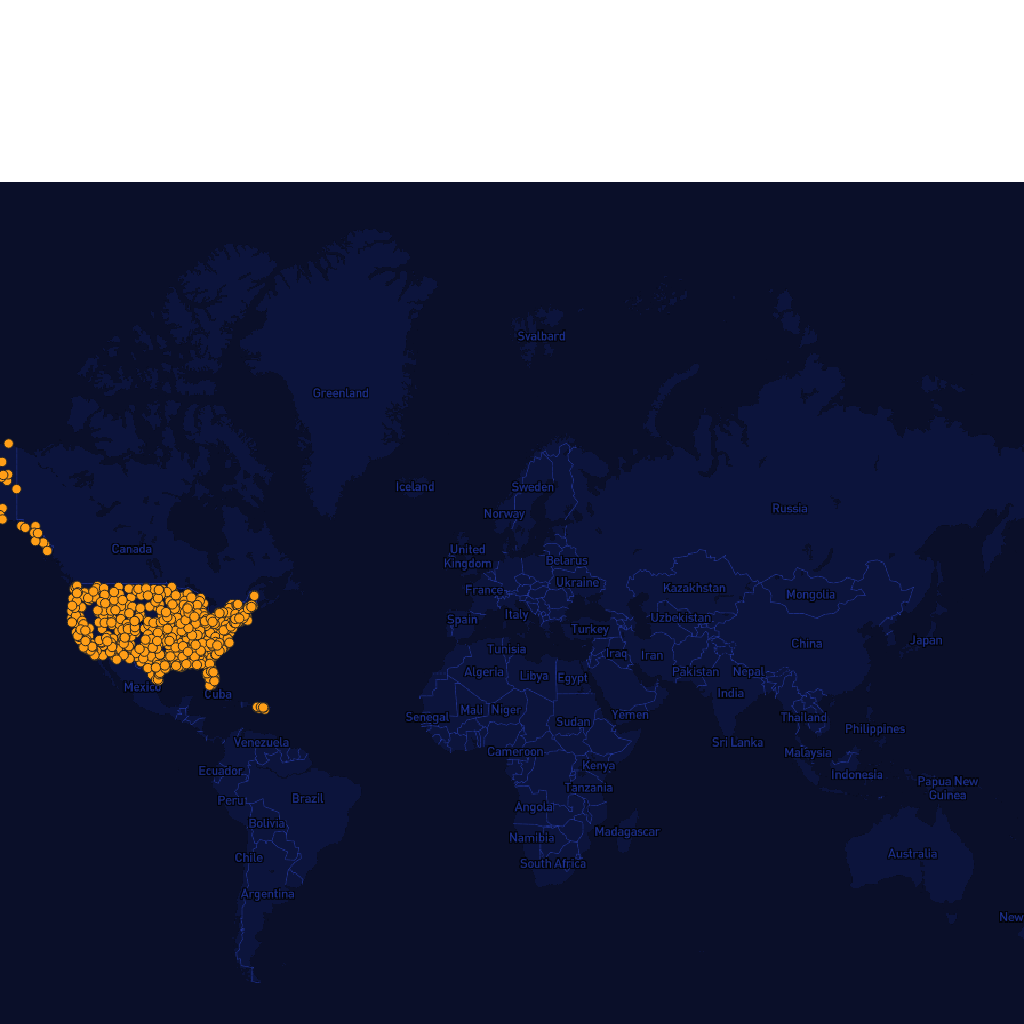 Svalbard
Greenland
Iceland
Sweden
Russia
Norway
Canada
United
Kingdom
Belarus
Ukraine
France
Kazakhstan
Mongolia
Spain
Italy
Uzbekistan
Turkey
Japan
China
Tunisia
Iraq
Iran
Algeria
Libya
Egypt
Pakistan
Nepal
Mexico
Cuba
India
Senegal
Mali
Niger
Sudan
Yemen
Thailand
Philippines
Venezuela
Cameroon
Sri Lanka
Malaysia
Kenya
Ecuador
Indonesia
Papua New
Guinea
Tanzania
Peru
Brazil
Angola
Bolivia
Namibia
Madagascar
Chile
South Africa
Australia
Argentina
New